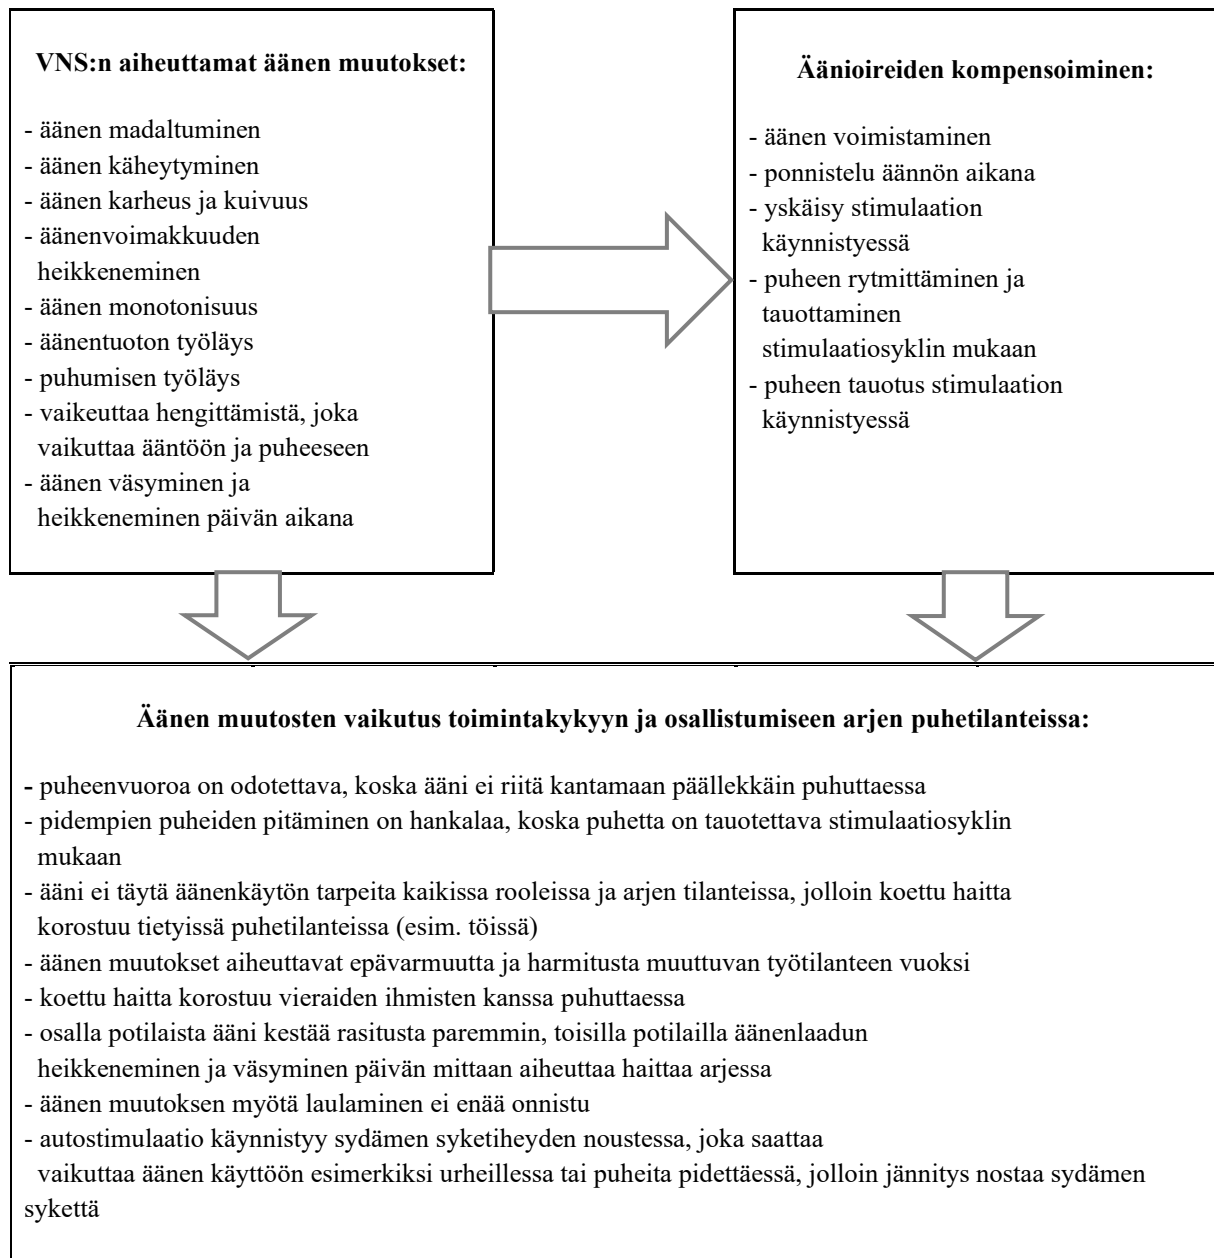 VNS:n aiheuttamat äänen muutokset:
- äänen madaltuminen
- äänen käheytyminen
- äänen karheus ja kuivuus
- äänenvoimakkuuden
heikkeneminen
- äänen monotonisuus
- äänentuoton työläys
- puhumisen työläys
- vaikeuttaa hengittämistä, joka
vaikuttaa ääntöön ja puheeseen
- äänen väsyminen ja
heikkeneminen päivän aikana
Äänioireiden kompensoiminen:
- äänen voimistaminen
- ponnistelu äännön aikana
- yskäisy stimulaation
käynnistyessä
- puheen rytmittäminen ja
tauottaminen
stimulaatiosyklin mukaan
- puheen tauotus stimulaation
käynnistyessä
Äänen muutosten vaikutus toimintakykyyn ja osallistumiseen arjen puhetilanteissa:
- puheenvuoroa on odotettava, koska ääni ei riitä kantamaan päällekkäin puhuttaessa
- pidempien puheiden pitäminen on hankalaa, koska puhetta on tauotettava stimulaatiosyklin
mukaan
- ääni ei täytä äänenkäytön tarpeita kaikissa rooleissa ja arjen tilanteissa, jolloin koettu haitta
korostuu tietyissä puhetilanteissa (esim. töissä)
- äänen muutokset aiheuttavat epävarmuutta ja harmitusta muuttuvan työtilanteen vuoksi
- koettu haitta korostuu vieraiden ihmisten kanssa puhuttaessa
- osalla potilaista ääni kestää rasitusta paremmin, toisilla potilailla äänenlaadun
heikkeneminen ja väsyminen päivän mittaan aiheuttaa haittaa arjessa
- äänen muutoksen myötä laulaminen ei enää onnistu
- autostimulaatio käynnistyy sydämen syketiheyden noustessa, joka saattaa
vaikuttaa äänen käyttöön esimerkiksi urheillessa tai puheita pidettäessä, jolloin jännitys nostaa sydämen
sykettä